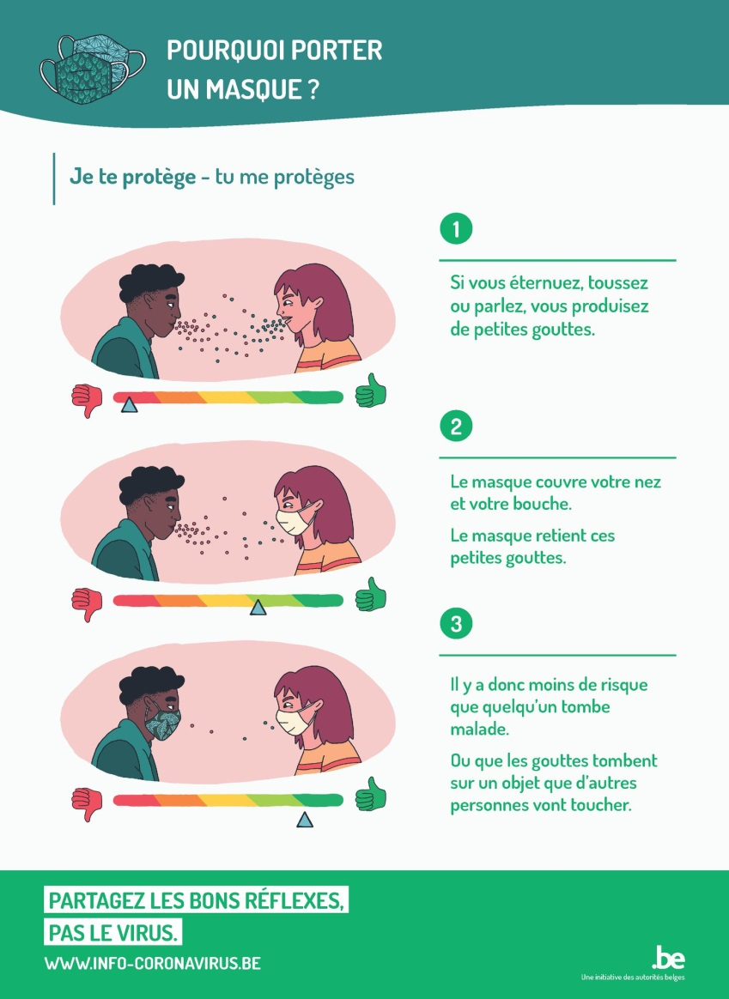 POURQUOI PORTER
UN MASQUE ?
Je te protège - tu me protèges
1
Si vous éternuez, toussez
ou parlez, vous produisez
de petites gouttes.
2
Le masque couvre votre nez
et votre bouche.
Le masque retient ces
petites gouttes.
3
Il y a donc moins de risque
que quelqu'un tombe
malade.
Ou que les gouttes tombent
sur un objet que d'autres
personnes vont toucher.
PARTAGEZ LES BONS RÉFLEXES,
PAS LE VIRUS.
WWW.INFO-CORONAVIRUS.BE
.be
Une initiative des autorités belges